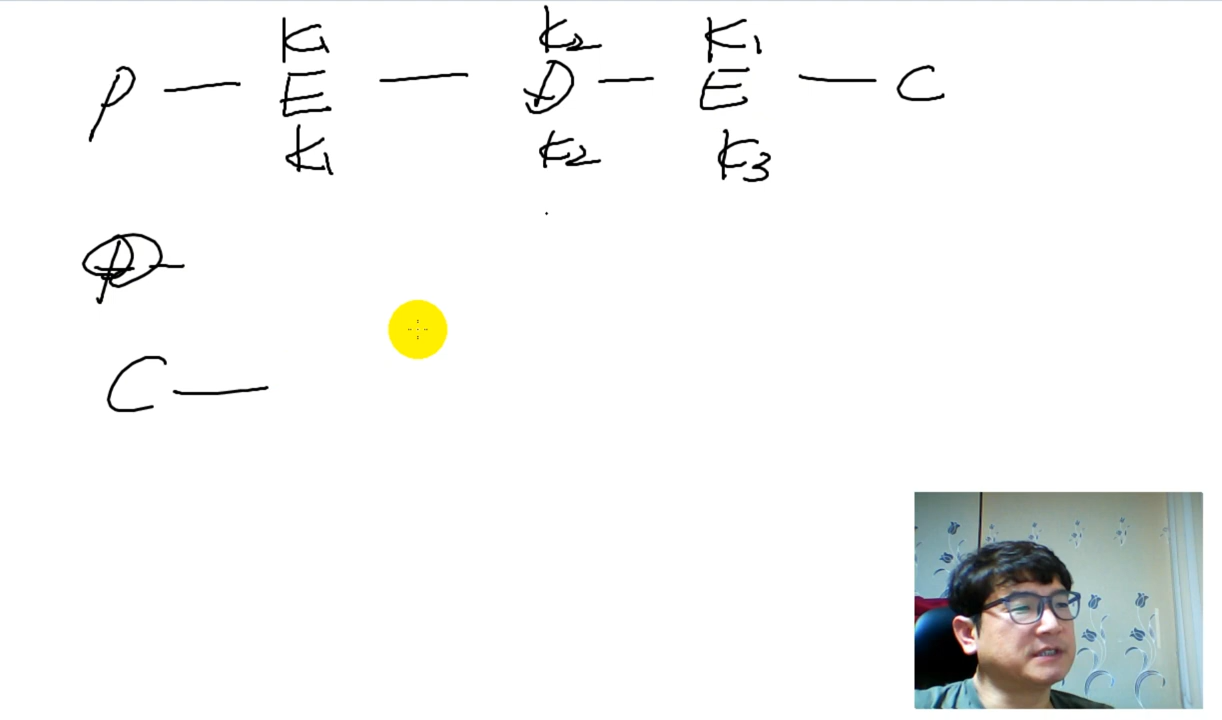 K1 K2 K1
P — E — D — E — C
K1 K2 K3
C —